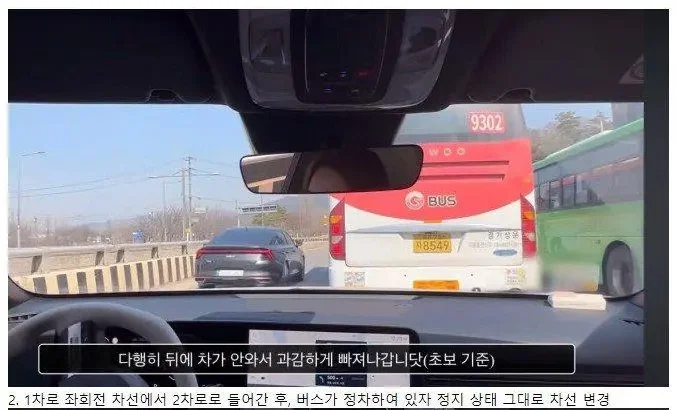 9302
DAEWOO
G BUS
경기상운
8549
다행히 뒤에 차가 안와서 과감하게 빠져나갑니닷(초보 기준)
2. 1차로 좌회전 차선에서 2차로로 들어간 후, 버스가 정차하여 있자 정지 상태 그대로 차선 변경